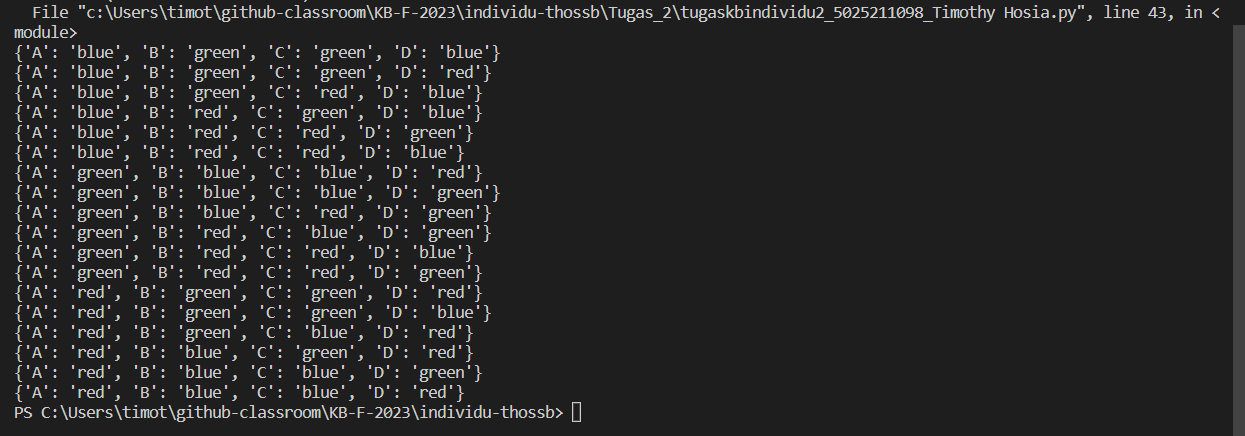 File "c:\Users\timot\github-classroom\KB-F-2023\individu-thossb\Tugas_2\tugaskbindividu2_5025211098_Timothy Hosia.py", line 43, in <
module>
{'A': 'blue', 'B': 'green', 'C': 'green', 'D': 'blue'}
{'A': 'blue', 'B': 'green', 'C': 'green', 'D': 'red'}
{'A': 'blue', 'B': 'green', 'C': 'red', 'D': 'blue'}
{'A': 'blue', 'B': 'red', 'C': 'green', 'D': 'blue'}
{'A': 'blue', 'B': 'red', 'C': 'red', 'D': 'green'}
{'A': 'blue', 'B': 'red', 'C': 'red', 'D': 'blue'}
{'A': 'green', 'B': 'blue', 'C': 'blue', 'D': 'red'}
{'A': 'green', 'B': 'blue', 'C': 'blue', 'D': 'green'}
{'A': 'green', 'B': 'blue', 'C': 'red', 'D': 'green'}
{'A': 'green', 'B': 'red', 'C': 'blue', 'D': 'green'}
{'A': 'green', 'B': 'red', 'C': 'red', 'D': 'blue'}
{'A': 'green', 'B': 'red', 'C': 'red', 'D': 'green'}
{'A': 'red', 'B': 'green', 'C': 'green', 'D': 'red'}
{'A': 'red', 'B': 'green', 'C': 'green', 'D': 'blue'}
{'A': 'red', 'B': 'green', 'C': 'blue', 'D': 'red'}
{'A': 'red', 'B': 'blue', 'C': 'green', 'D': 'red'}
{'A': 'red', 'B': 'blue', 'C': 'blue', 'D': 'green'}
{'A': 'red', 'B': 'blue', 'C': 'blue', 'D': 'red'}
PS C:\Users\timot\github-classroom\KB-F-2023\individu-thossb>